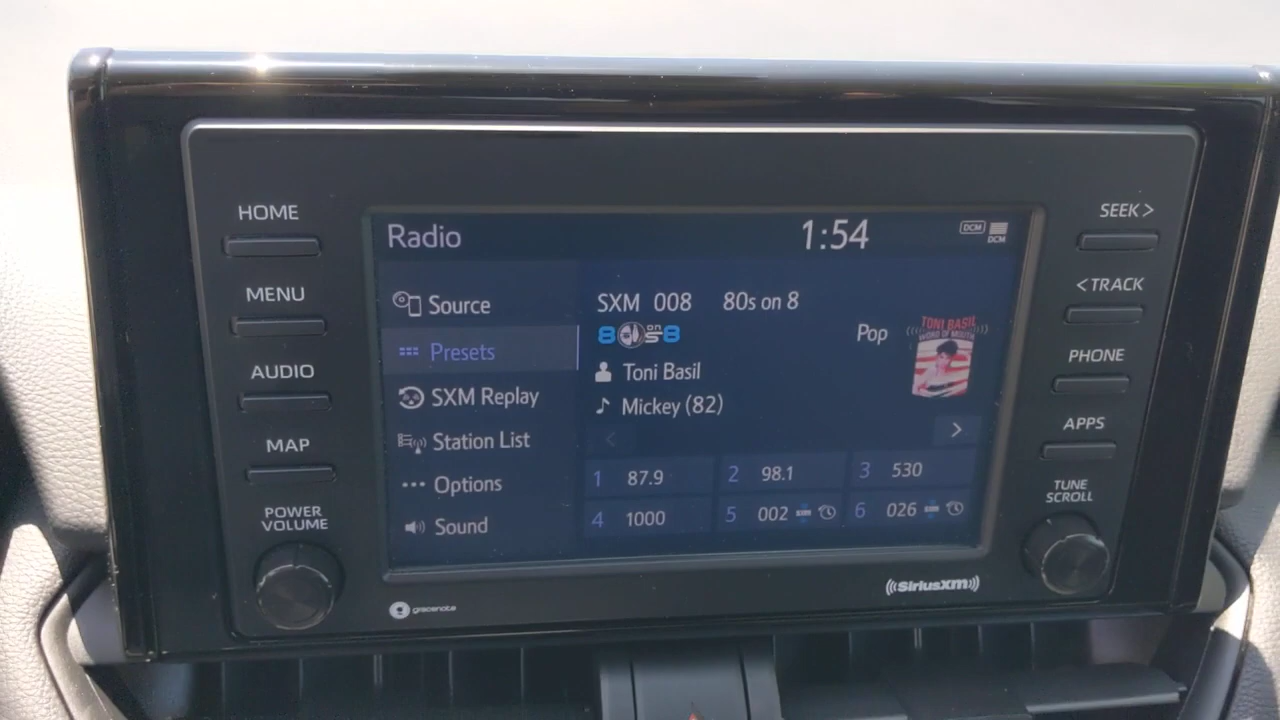 HOME
MENU
AUDIO
MAP
POWER
VOLUME
Radio
1:54
DCM
DCM
Source
Presets
SXM Replay
Station List
Options
Sound
SXM 008 80s on 8
80s on 8
Pop
TONI BASIL
WORD OF MOUTH
Toni Basil
Mickey (82)
<
>
1 87.9
2 98.1
3 530
4 1000
5 002 SXM
6 026
SEEK >
< TRACK
PHONE
APPS
TUNE
SCROLL
gracenote
((SiriusXM))